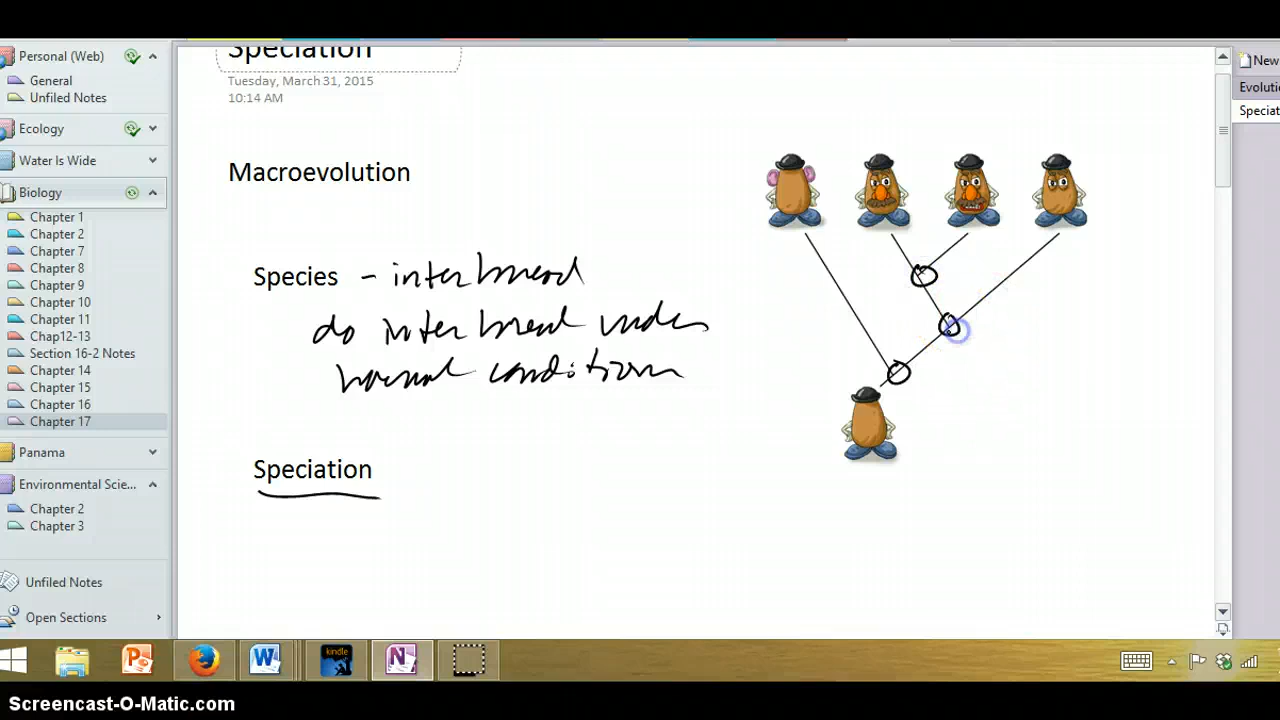 Speciation
Tuesday, March 31, 2015
10:14 AM
Macroevolution
Species - interbreed
do interbreed under
normal conditions
Speciation
Personal (Web)
General
Unfiled Notes
Ecology
Water Is Wide
Biology
Chapter 1
Chapter 2
Chapter 7
Chapter 8
Chapter 9
Chapter 10
Chapter 11
Chap12-13
Section 16-2 Notes
Chapter 14
Chapter 15
Chapter 16
Chapter 17
Panama
Environmental Scie...
Chapter 2
Chapter 3
Unfiled Notes
Open Sections
New
Evoluti
Speciat
kindle
Screencast-O-Matic.com